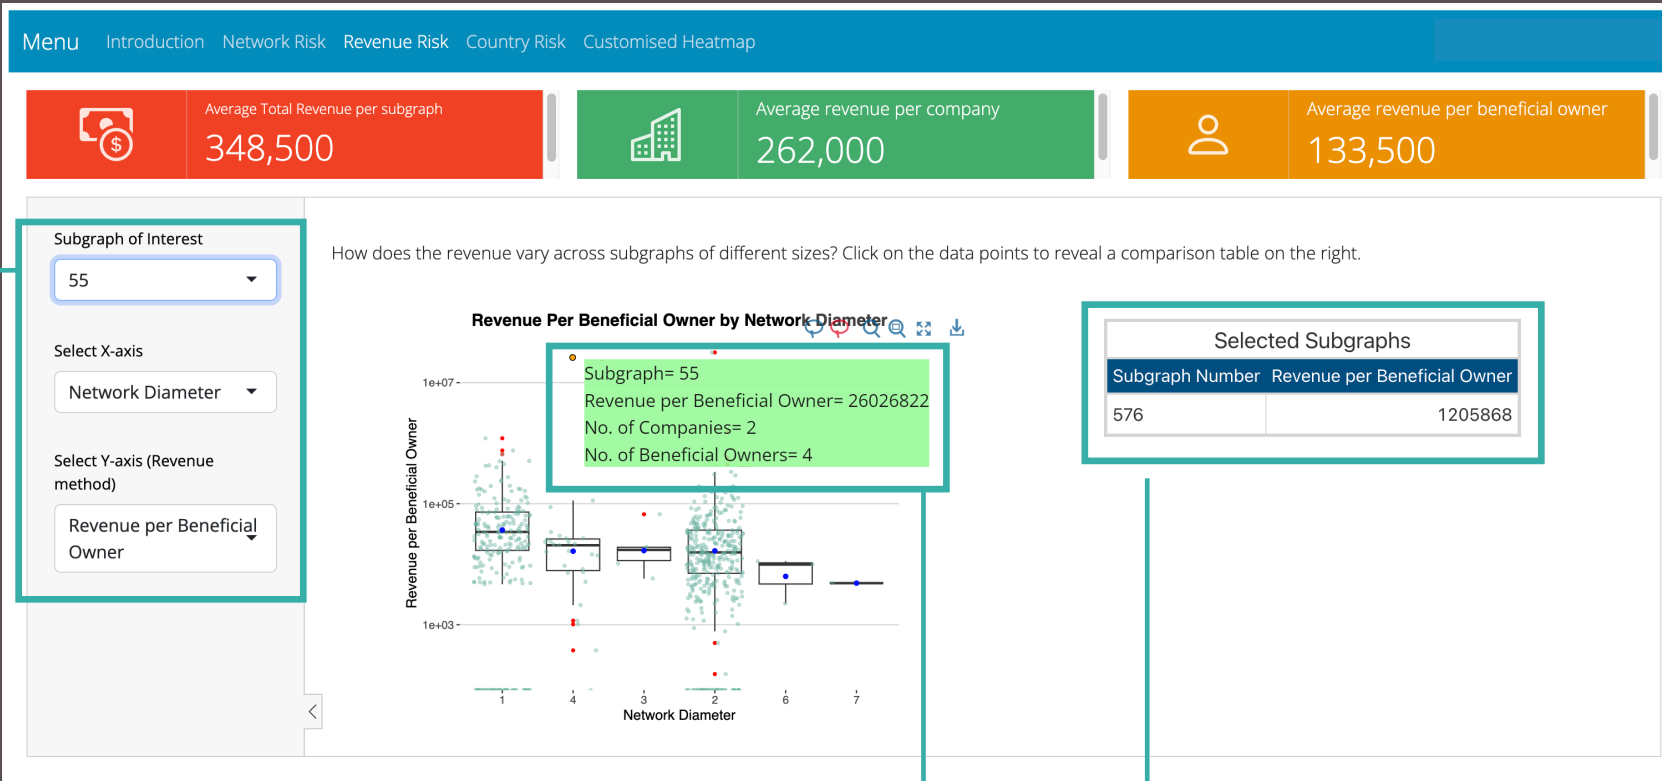 Menu Introduction Network Risk Revenue Risk Country Risk Customised Heatmap
Average Total Revenue per subgraph
348,500
Average revenue per company
262,000
Average revenue per beneficial owner
133,500
Subgraph of Interest
55
Select X-axis
Network Diameter
Select Y-axis (Revenue
method)
Revenue per Beneficial
Owner
How does the revenue vary across subgraphs of different sizes? Click on the data points to reveal a comparison table on the right.
Revenue Per Beneficial Owner by Network Diameter
Subgraph= 55
Revenue per Beneficial Owner= 26026822
No. of Companies= 2
No. of Beneficial Owners= 4
Revenue per Beneficial Owner
1e+07
1e+05
1e+03
1 4 3 2 6 7
Network Diameter
Selected Subgraphs
Subgraph Number Revenue per Beneficial Owner
576 1205868